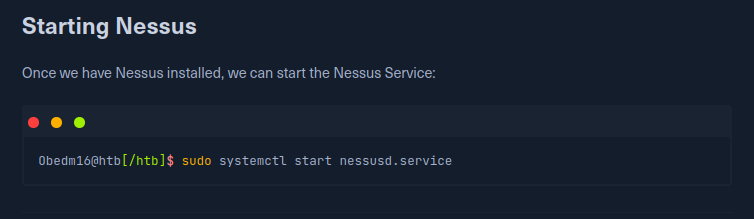 Starting Nessus
Once we have Nessus installed, we can start the Nessus Service:
0bedm16@htb[/htb]$ sudo systemctl start nessusd.service